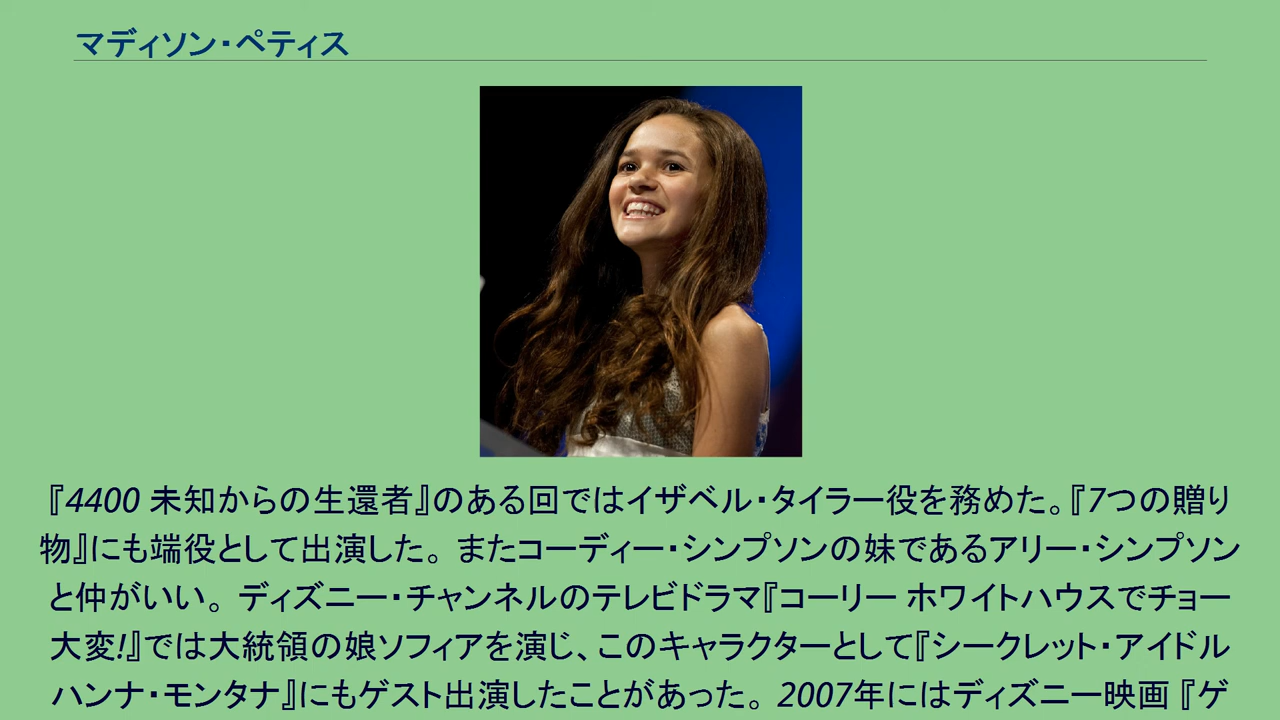 マディソン・ペティス
『4400 未知からの生還者』のある回ではイザベル・タイラー役を務めた。『7つの贈り
物』にも端役として出演した。またコーディー・シンプソンの妹であるアリー・シンプソン
と仲がいい。ディズニー・チャンネルのテレビドラマ『コーリー ホワイトハウスでチョー
大変!』では大統領の娘ソフィアを演じ、このキャラクターとして『シークレット・アイドル
ハンナ・モンタナ』にもゲスト出演したことがあった。2007年にはディズニー映画 『ゲ